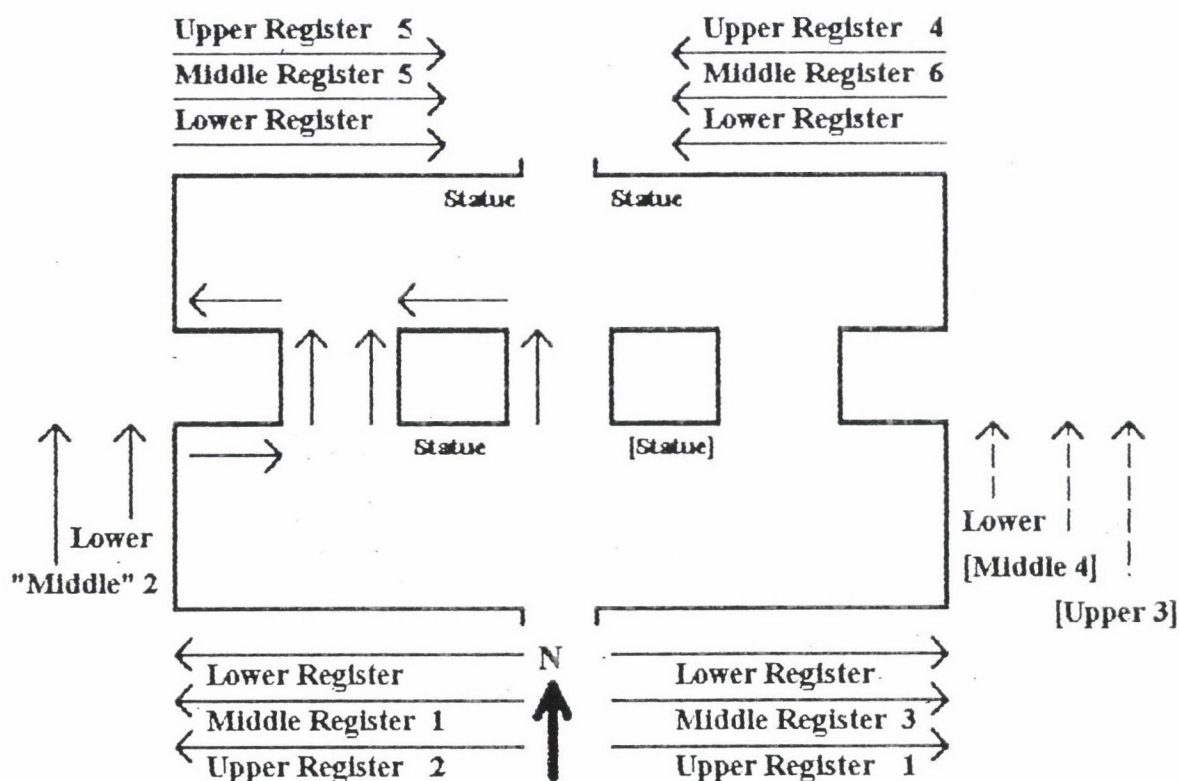 Upper Register 5 Upper Register 4
Middle Register 5 Middle Register 6
Lower Register Lower Register
Statue Statue
Statue [Statue]
Lower Lower
"Middle" 2 [Middle 4]
[Upper 3]
N
Lower Register Lower Register
Middle Register 1 Middle Register 3
Upper Register 2 Upper Register 1